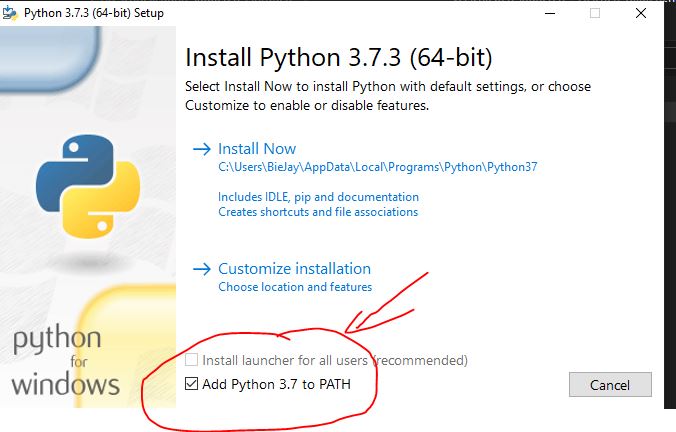 Python 3.7.3 (64-bit) Setup
Install Python 3.7.3 (64-bit)
Select Install Now to install Python with default settings, or choose
Customize to enable or disable features.
Install Now
C:\Users\BieJay\AppData\Local\Programs\Python\Python37
Includes IDLE, pip and documentation
Creates shortcuts and file associations
Customize installation
Choose location and features
python
for
windows
Install launcher for all users (recommended)
Add Python 3.7 to PATH
Cancel